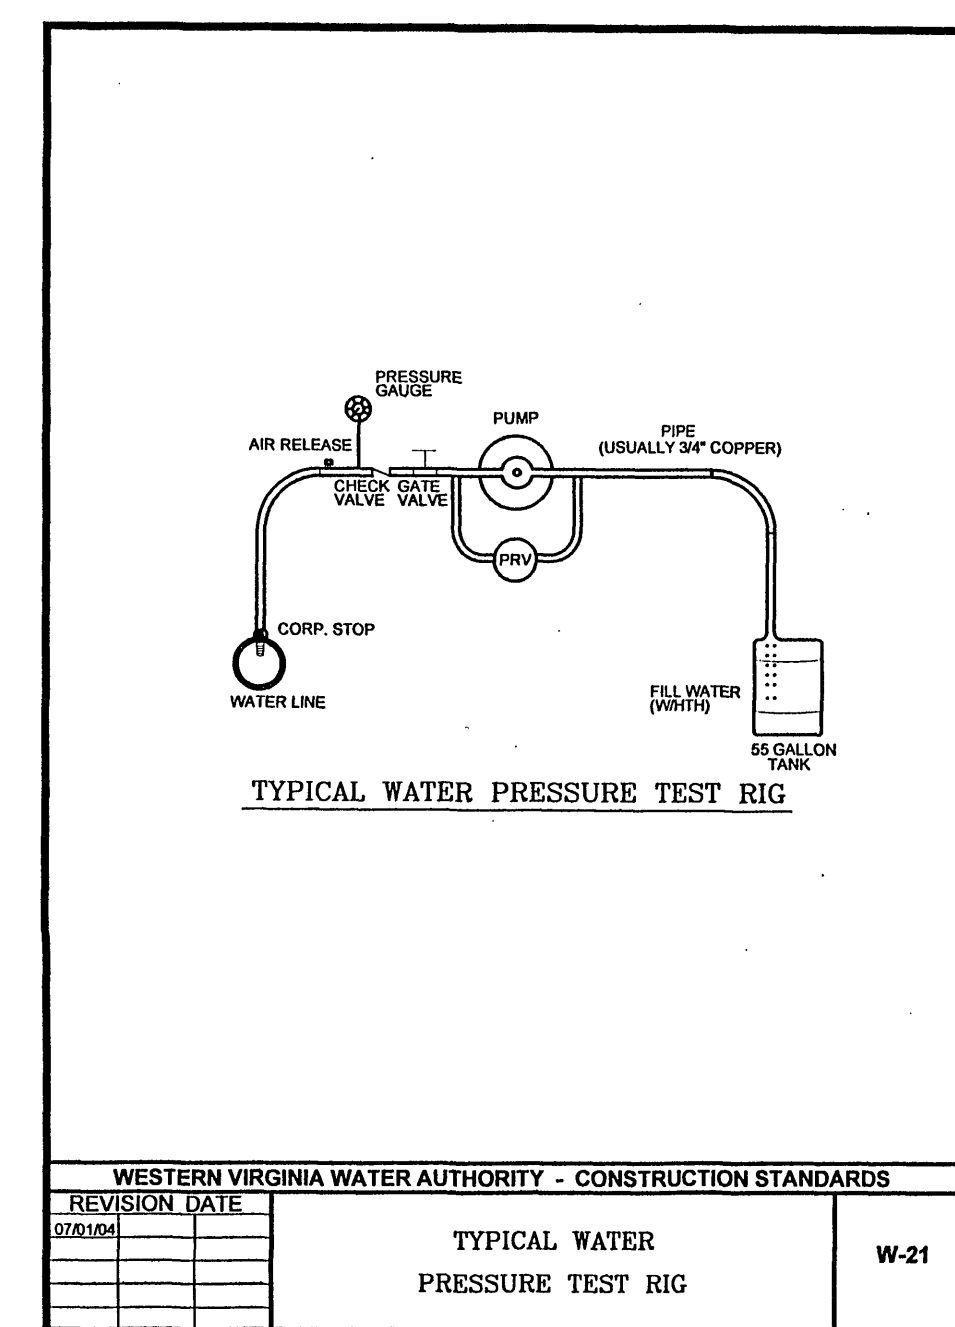 PRESSURE
GAUGE
PUMP
PIPE
(USUALLY 3/4" COPPER)
AIR RELEASE
CHECK
VALVE
GATE
VALVE
PRV
CORP. STOP
WATER LINE
FILL WATER
(W/HTH)
55 GALLON
TANK
TYPICAL WATER PRESSURE TEST RIG
WESTERN VIRGINIA WATER AUTHORITY - CONSTRUCTION STANDARDS
REVISION DATE
07/01/04
TYPICAL WATER
PRESSURE TEST RIG
W-21